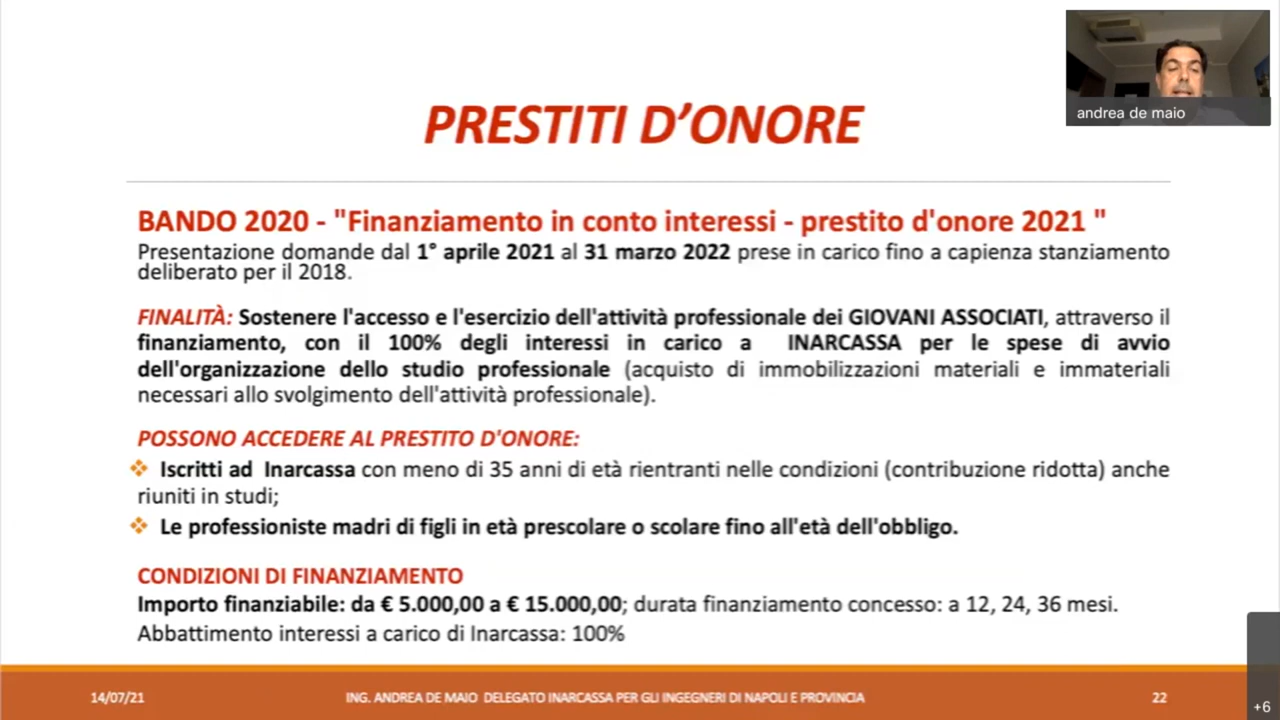 PRESTITI D'ONORE
andrea de maio
BANDO 2020 - "Finanziamento in conto interessi - prestito d'onore 2021 "
Presentazione domande dal 1° aprile 2021 al 31 marzo 2022 prese in carico fino a capienza stanziamento
deliberato per il 2018.
FINALITÀ: Sostenere l'accesso e l'esercizio dell'attività professionale dei GIOVANI ASSOCIATI, attraverso il
finanziamento, con il 100% degli interessi in carico a INARCASSA per le spese di avvio
dell'organizzazione dello studio professionale (acquisto di immobilizzazioni materiali e immateriali
necessari allo svolgimento dell'attività professionale).
POSSONO ACCEDERE AL PRESTITO D'ONORE:
❖ Iscritti ad Inarcassa con meno di 35 anni di età rientranti nelle condizioni (contribuzione ridotta) anche
riuniti in studi;
❖ Le professioniste madri di figli in età prescolare o scolare fino all'età dell'obbligo.
CONDIZIONI DI FINANZIAMENTO
Importo finanziabile: da € 5.000,00 a € 15.000,00; durata finanziamento concesso: a 12, 24, 36 mesi.
Abbattimento interessi a carico di Inarcassa: 100%
14/07/21
ING. ANDREA DE MAIO DELEGATO INARCASSA PER GLI INGEGNERI DI NAPOLI E PROVINCIA
22
+6